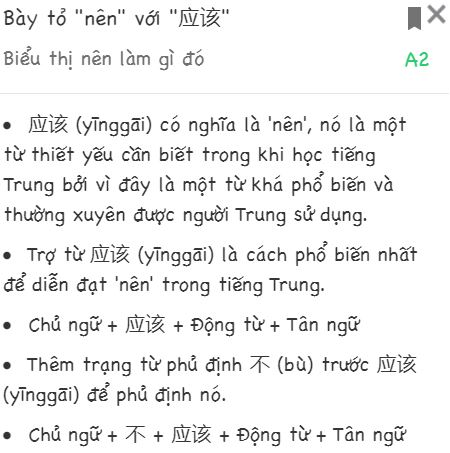 Bày tỏ "nên" với "应该"
Biểu thị nên làm gì đó A2
• 应该 (yīnggāi) có nghĩa là 'nên', nó là một
từ thiết yếu cần biết trong khi học tiếng
Trung bởi vì đây là một từ khá phổ biến và
thường xuyên được người Trung sử dụng.
• Trợ từ 应该 (yīnggāi) là cách phổ biến nhất
để diễn đạt 'nên' trong tiếng Trung.
• Chủ ngữ + 应该 + Động từ + Tân ngữ
• Thêm trạng từ phủ định 不 (bù) trước 应该
(yīnggāi) để phủ định nó.
• Chủ ngữ + 不 + 应该 + Động từ + Tân ngữ